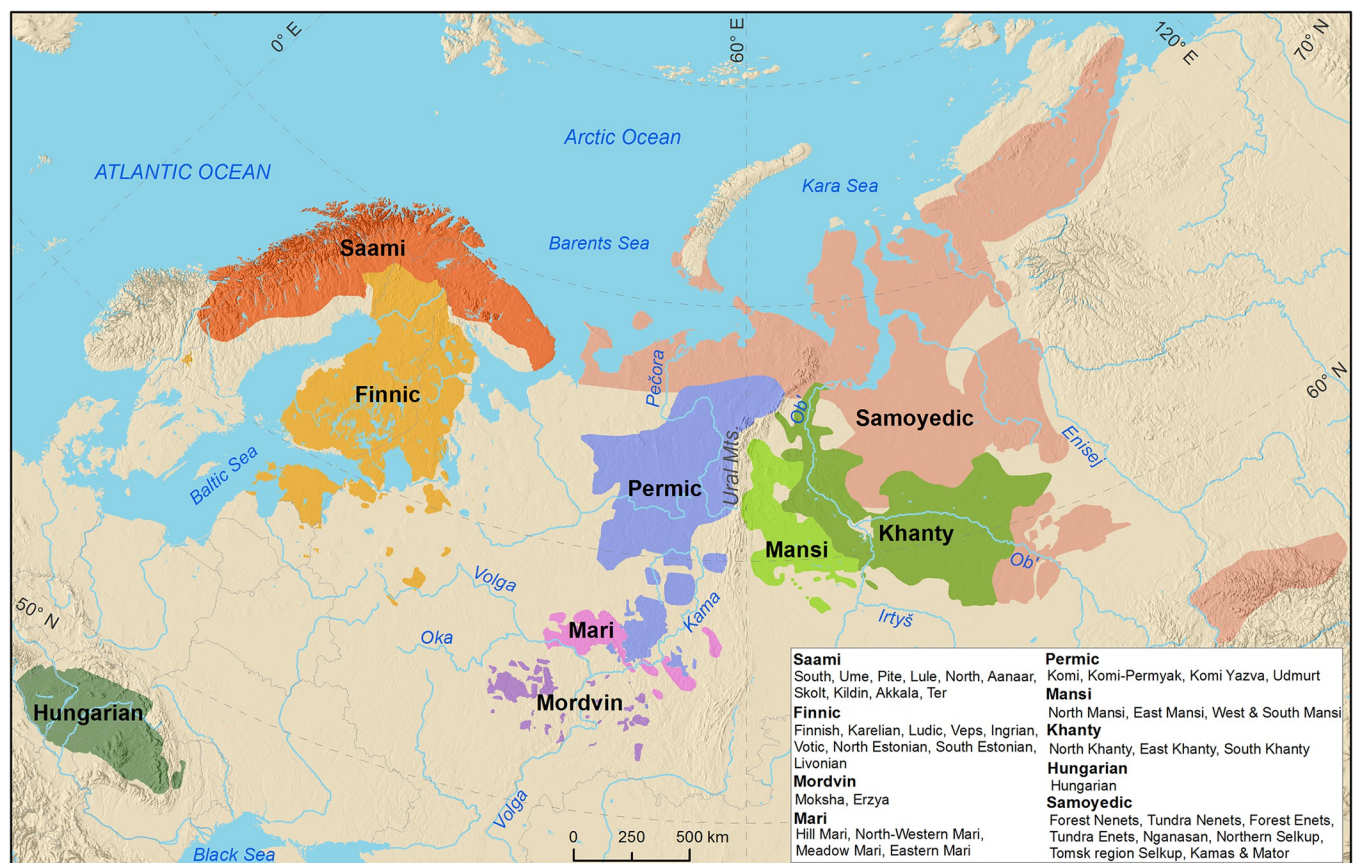 0° E
60° E
120° E
70° N
Arctic Ocean
ATLANTIC OCEAN
Kara Sea
Barents Sea
Saami
Pečora
60° N
Finnic
Ob'
Samoyedic
Enisej
Baltic Sea
Ural Mts.
Permic
Khanty
Mansi
Ob'
Volga
50° N
Kama
Irtyš
Mari
Oka
Mordvin
Hungarian
Volga
0 250 500 km
Black Sea
Saami
South, Ume, Pite, Lule, North, Aanaar,
Skolt, Kildin, Akkala, Ter
Finnic
Finnish, Karelian, Ludic, Veps, Ingrian,
Votic, North Estonian, South Estonian,
Livonian
Mordvin
Moksha, Erzya
Mari
Hill Mari, North-Western Mari,
Meadow Mari, Eastern Mari
Permic
Komi, Komi-Permyak, Komi Yazva, Udmurt
Mansi
North Mansi, East Mansi, West & South Mansi
Khanty
North Khanty, East Khanty, South Khanty
Hungarian
Hungarian
Samoyedic
Forest Nenets, Tundra Nenets, Forest Enets,
Tundra Enets, Nganasan, Northern Selkup,
Tomsk region Selkup, Kamas & Mator